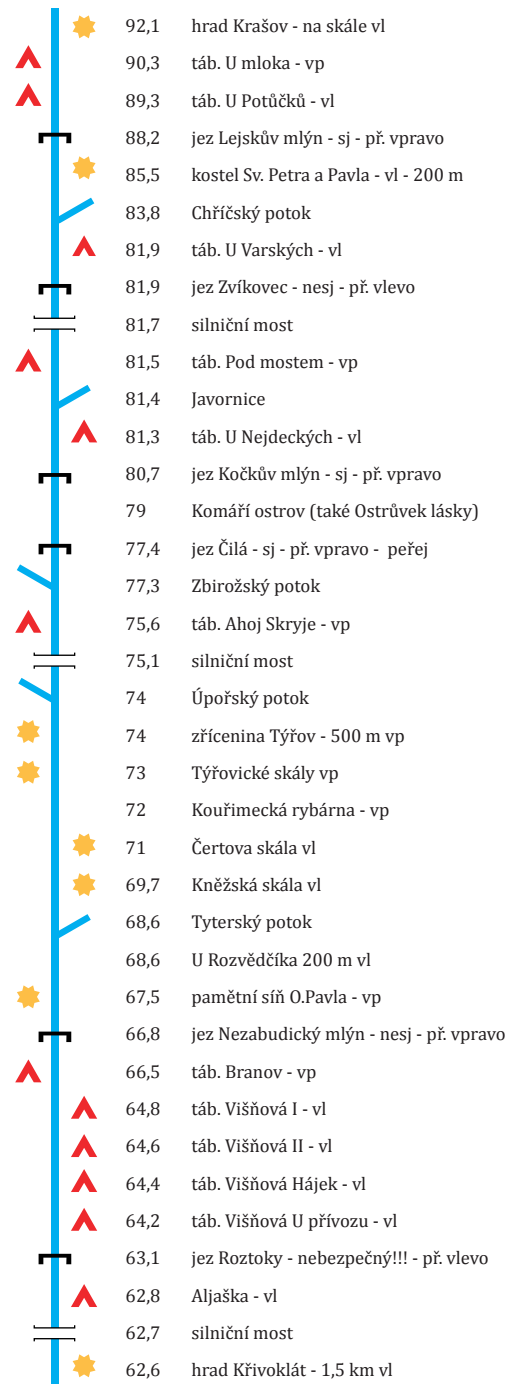 92,1 hrad Krašov - na skále vl
90,3 táb. U mloka - vp
89,3 táb. U Potůčků - vl
88,2 jez Lejskův mlýn - sj - př. vpravo
85,5 kostel Sv. Petra a Pavla - vl - 200 m
83,8 Chříčský potok
81,9 táb. U Varských - vl
81,9 jez Zvíkovec - nesj - př. vlevo
81,7 silniční most
81,5 táb. Pod mostem - vp
81,4 Javornice
81,3 táb. U Nejdeckých - vl
80,7 jez Kočkův mlýn - sj - př. vpravo
79 Komáří ostrov (také Ostrůvek lásky)
77,4 jez Čilá - sj - př. vpravo - peřej
77,3 Zbirožský potok
75,6 táb. Ahoj Skryje - vp
75,1 silniční most
74 Úpořský potok
74 zřícenina Týřov - 500 m vp
73 Týřovické skály vp
72 Kouřimecká rybárna - vp
71 Čertova skála vl
69,7 Kněžská skála vl
68,6 Tyterský potok
68,6 U Rozvědčíka 200 m vl
67,5 pamětní síň O.Pavla - vp
66,8 jez Nezabudický mlýn - nesj - př. vpravo
66,5 táb. Branov - vp
64,8 táb. Višňová I - vl
64,6 táb. Višňová II - vl
64,4 táb. Višňová Hájek - vl
64,2 táb. Višňová U přívozu - vl
63,1 jez Roztoky - nebezpečný!!! - př. vlevo
62,8 Aljaška - vl
62,7 silniční most
62,6 hrad Křivoklát - 1,5 km vl